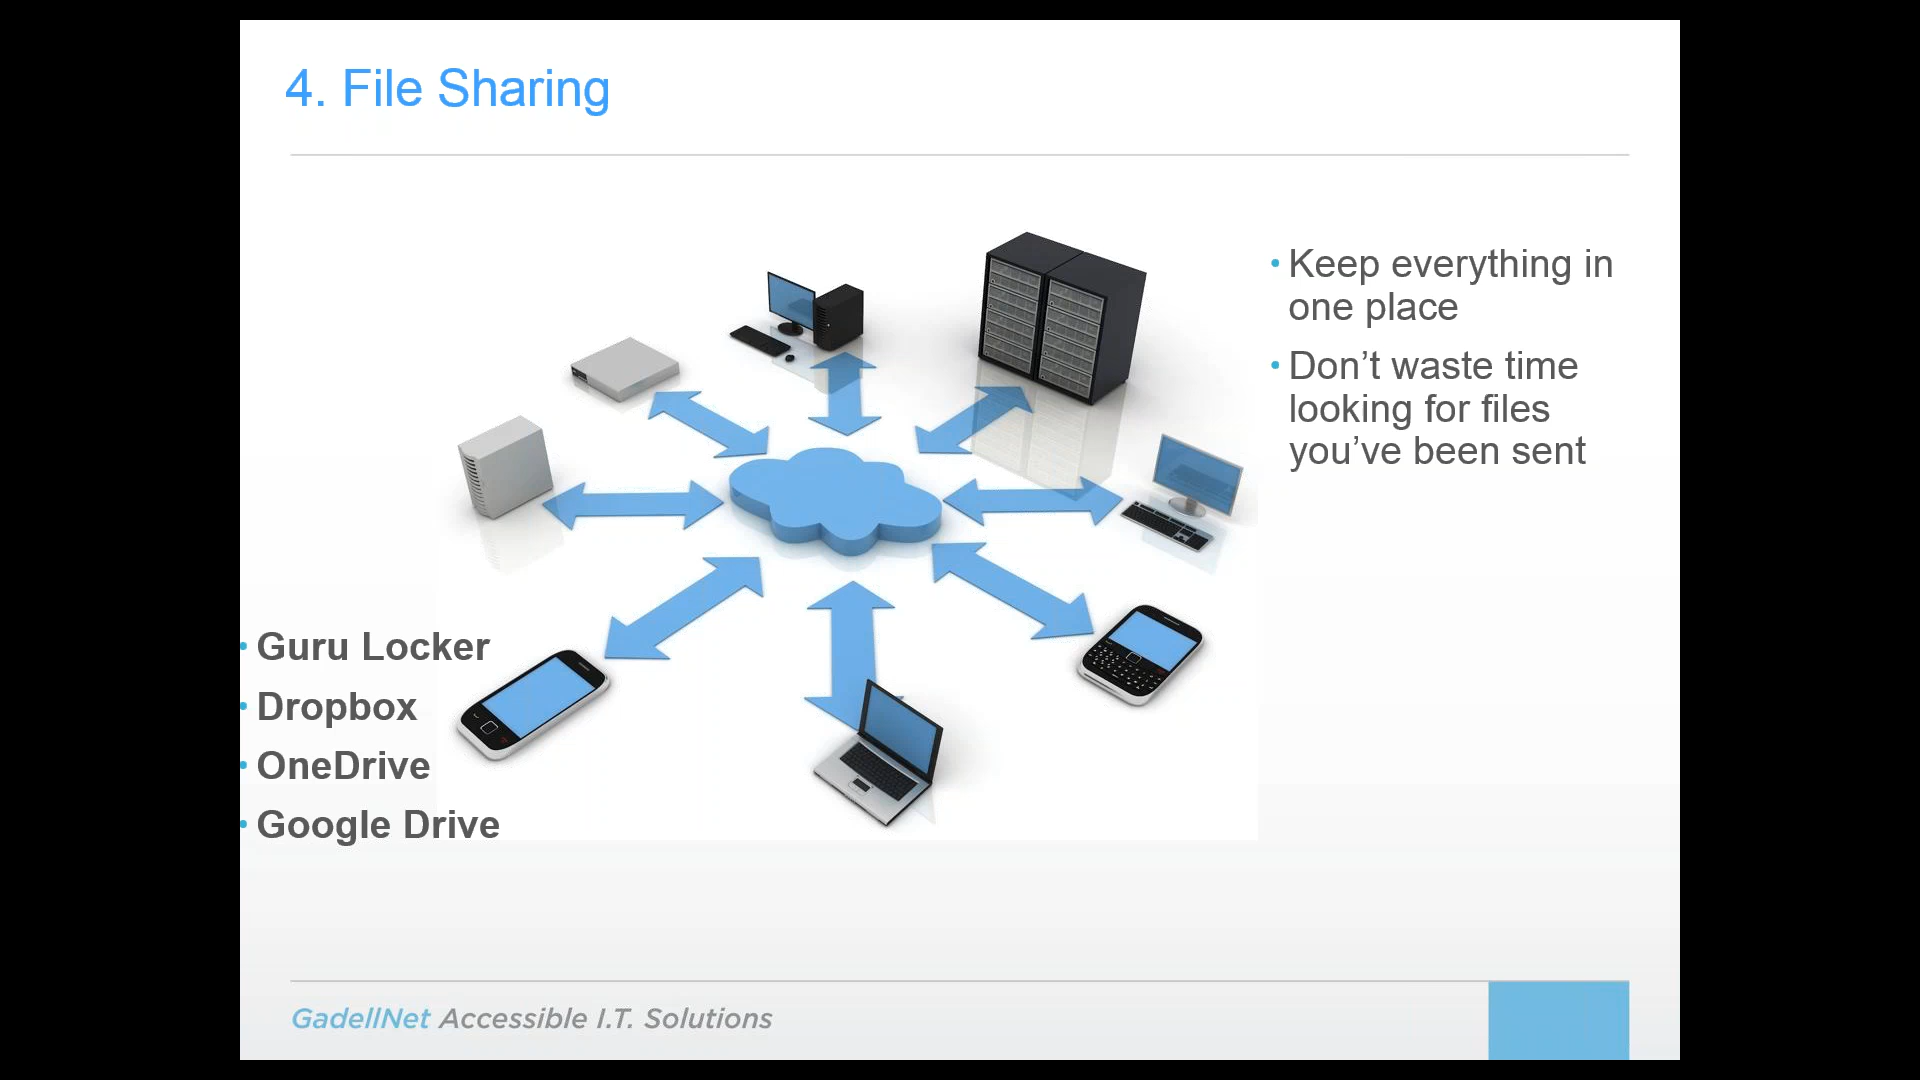 4. File Sharing
• Keep everything in
one place
• Don’t waste time
looking for files
you’ve been sent
• Guru Locker
• Dropbox
• OneDrive
• Google Drive
GadellNet Accessible I.T. Solutions